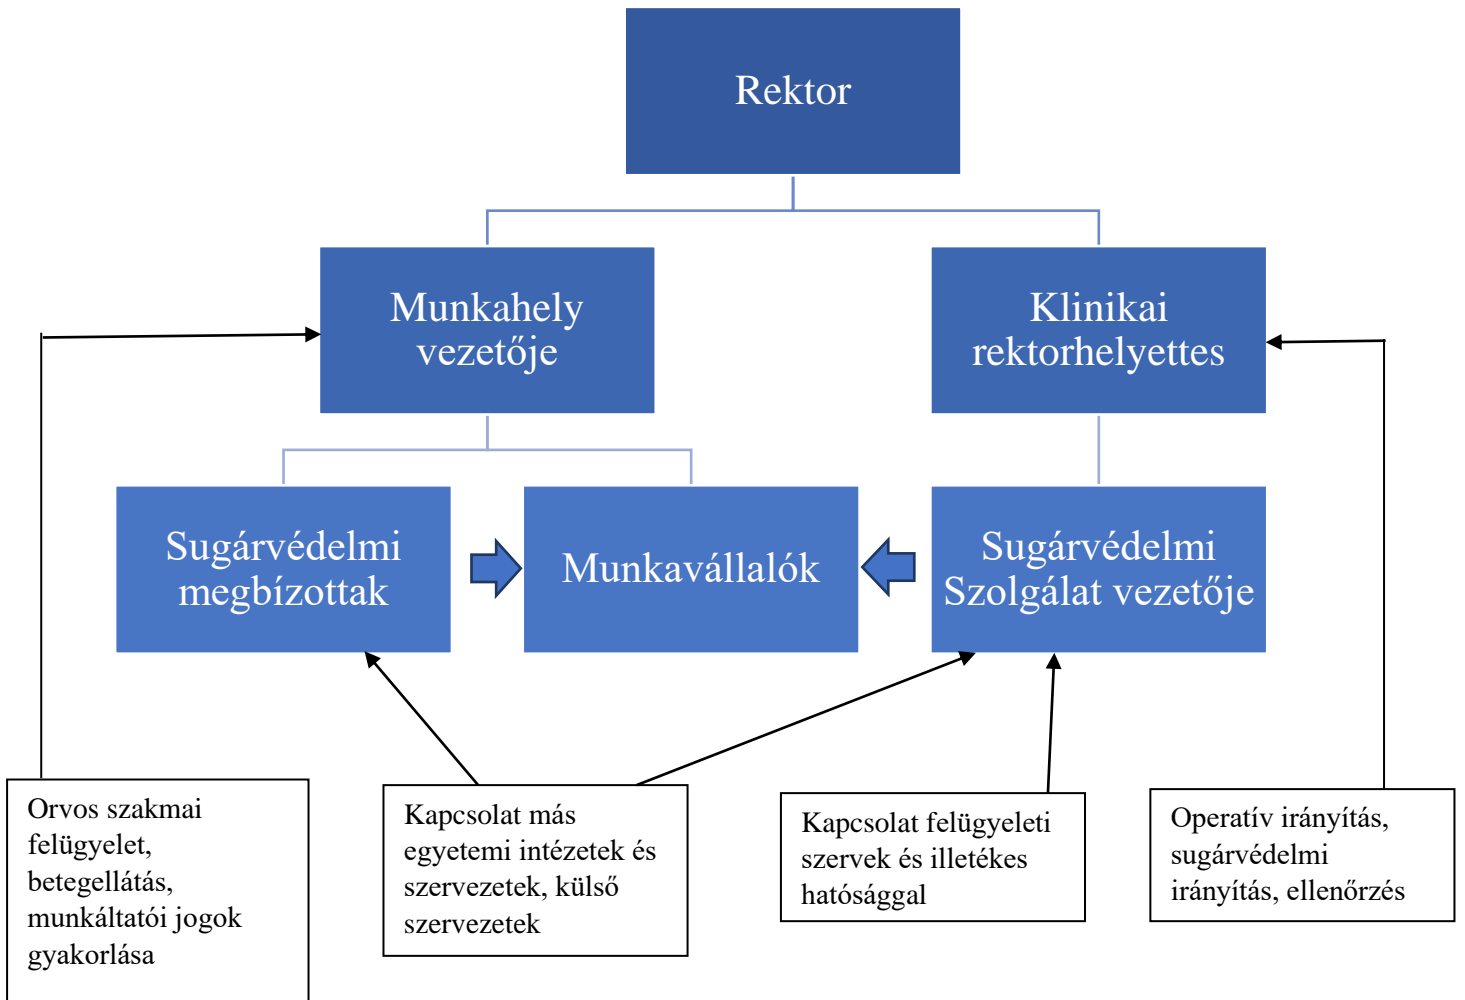 Rektor
Munkahely
vezetője
Klinikai
rektorhelyettes
Sugárvédelmi
megbízottak
Munkavállalók
Sugárvédelmi
Szolgálat vezetője
Orvos szakmai
felügyelet,
betegellátás,
munkáltatói jogok
gyakorlása
Kapcsolat más
egyetemi intézetek és
szervezetek, külső
szervezetek
Kapcsolat felügyeleti
szervek és illetékes
hatósággal
Operatív irányítás,
sugárvédelmi
irányítás, ellenőrzés